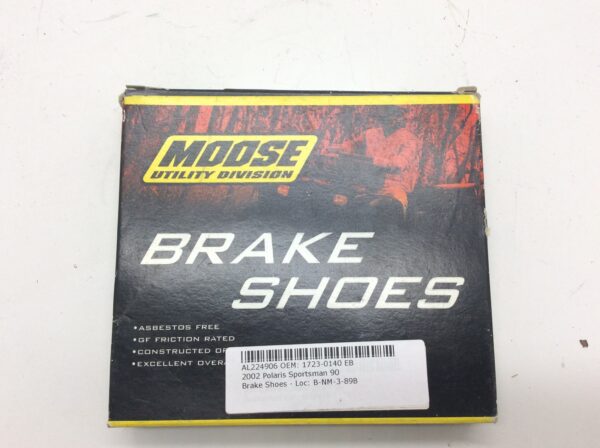 MOOSE
UTILITY DIVISION
BRAKE
SHOES
•ASBESTOS FREE
•GF FRICTION RATED
•CONSTRUCTED OF
•EXCELLENT
AL224906 OEM: 1723-0140 EB
2002 Polaris Sportsman 90
Brake Shoes - Loc: B-NM-3-89B